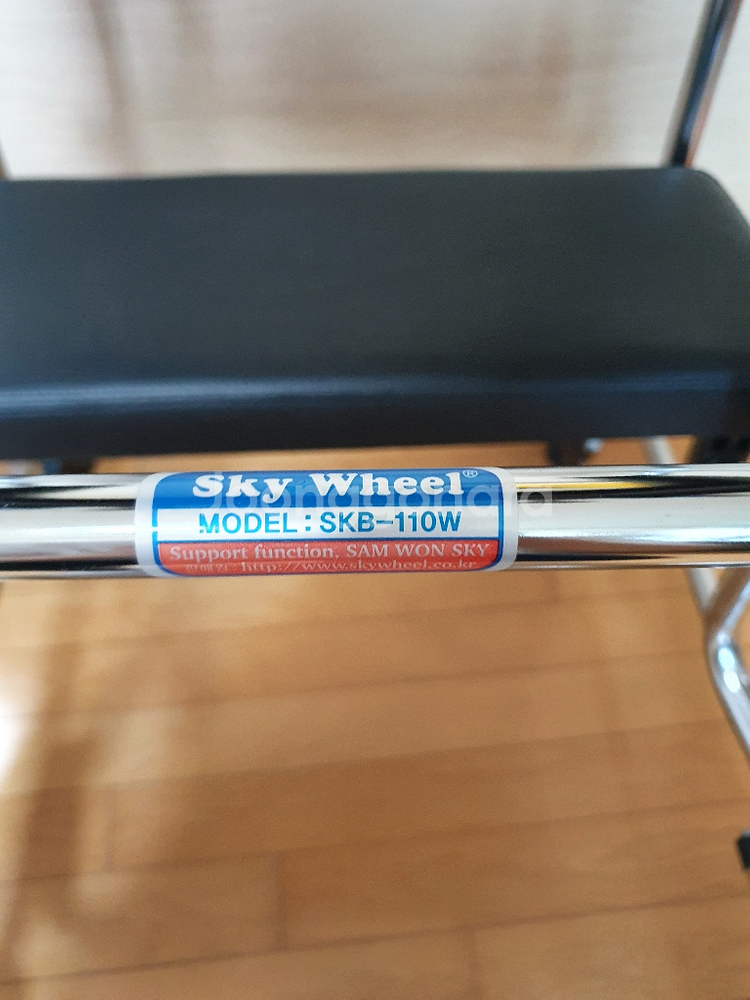 Sky Wheel®
MODEL : SKB-110W
Support function, SAM WON SKY
http://www.skywheel.co.kr